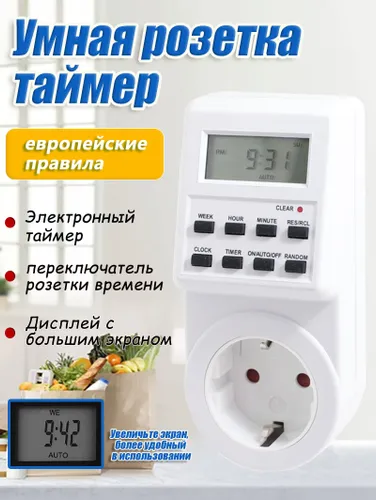 Умная розетка
таймер
европейские
правила
Электронный
таймер
переключатель
розетки времени
Дисплей с
большим экраном
9:31
AUTO
CLEAR
WEEK HOUR MINUTE RES/RCL
CLOCK TIMER ON/AUTO/OFF RANDOM
WE
9:42
AUTO
Увеличьте экран,
более удобный
в использовании